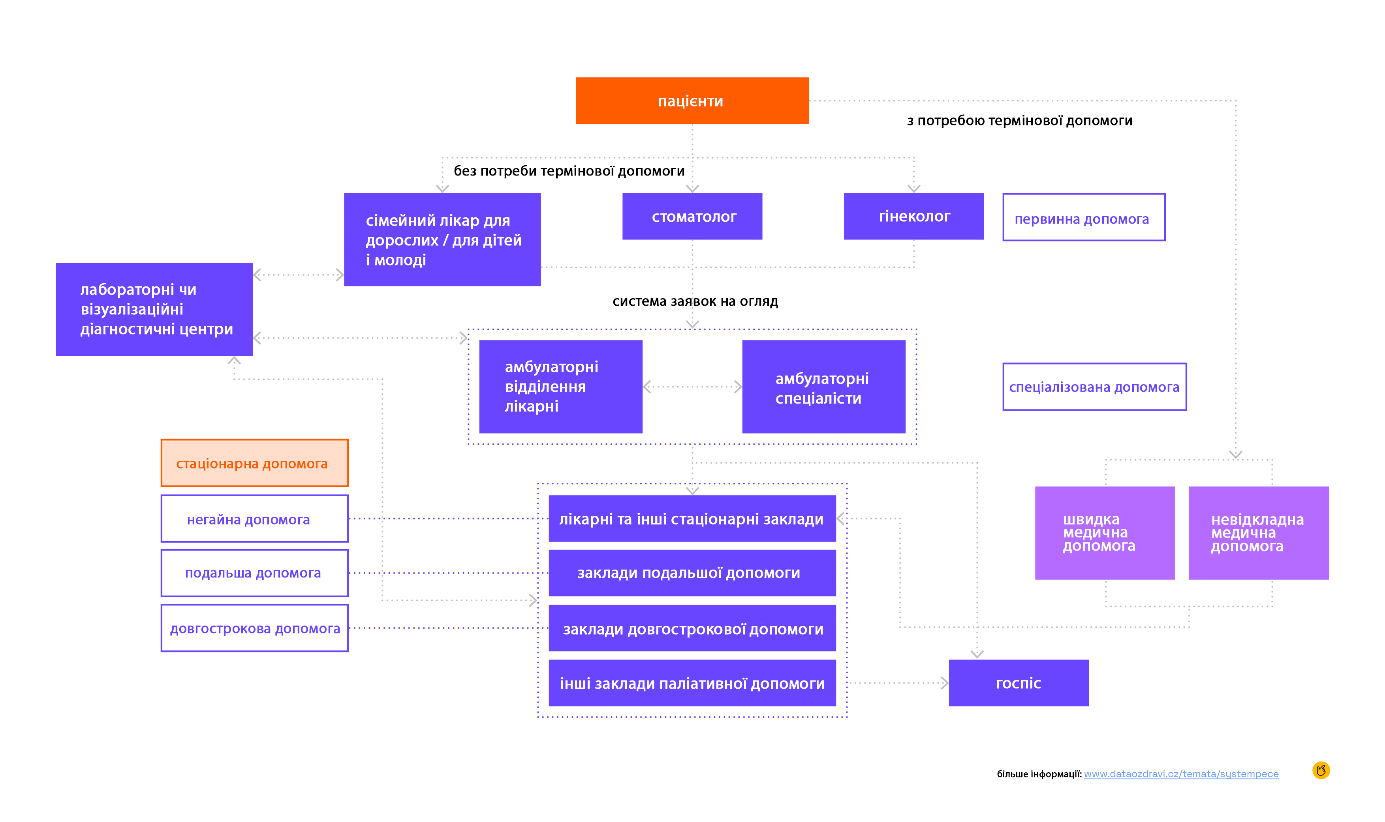 пацієнти
з потребою термінової допомоги
без потреби термінової допомоги
сімейний лікар для
дорослих / для дітей
і молоді
стоматолог
гінеколог
первинна допомога
лабораторні чи
візуалізаційні
діагностичні центри
система заявок на огляд
амбулаторні
відділення
лікарні
амбулаторні
спеціалісти
спеціалізована допомога
стаціонарна допомога
негайна допомога
подальша допомога
довгострокова допомога
лікарні та інші стаціонарні заклади
заклади подальшої допомоги
заклади довгострокової допомоги
інші заклади паліативної допомоги
швидка
медична
допомога
невідкладна
медична
допомога
госпіс
більше інформації: www.dataozdravi.cz/temata/systempece